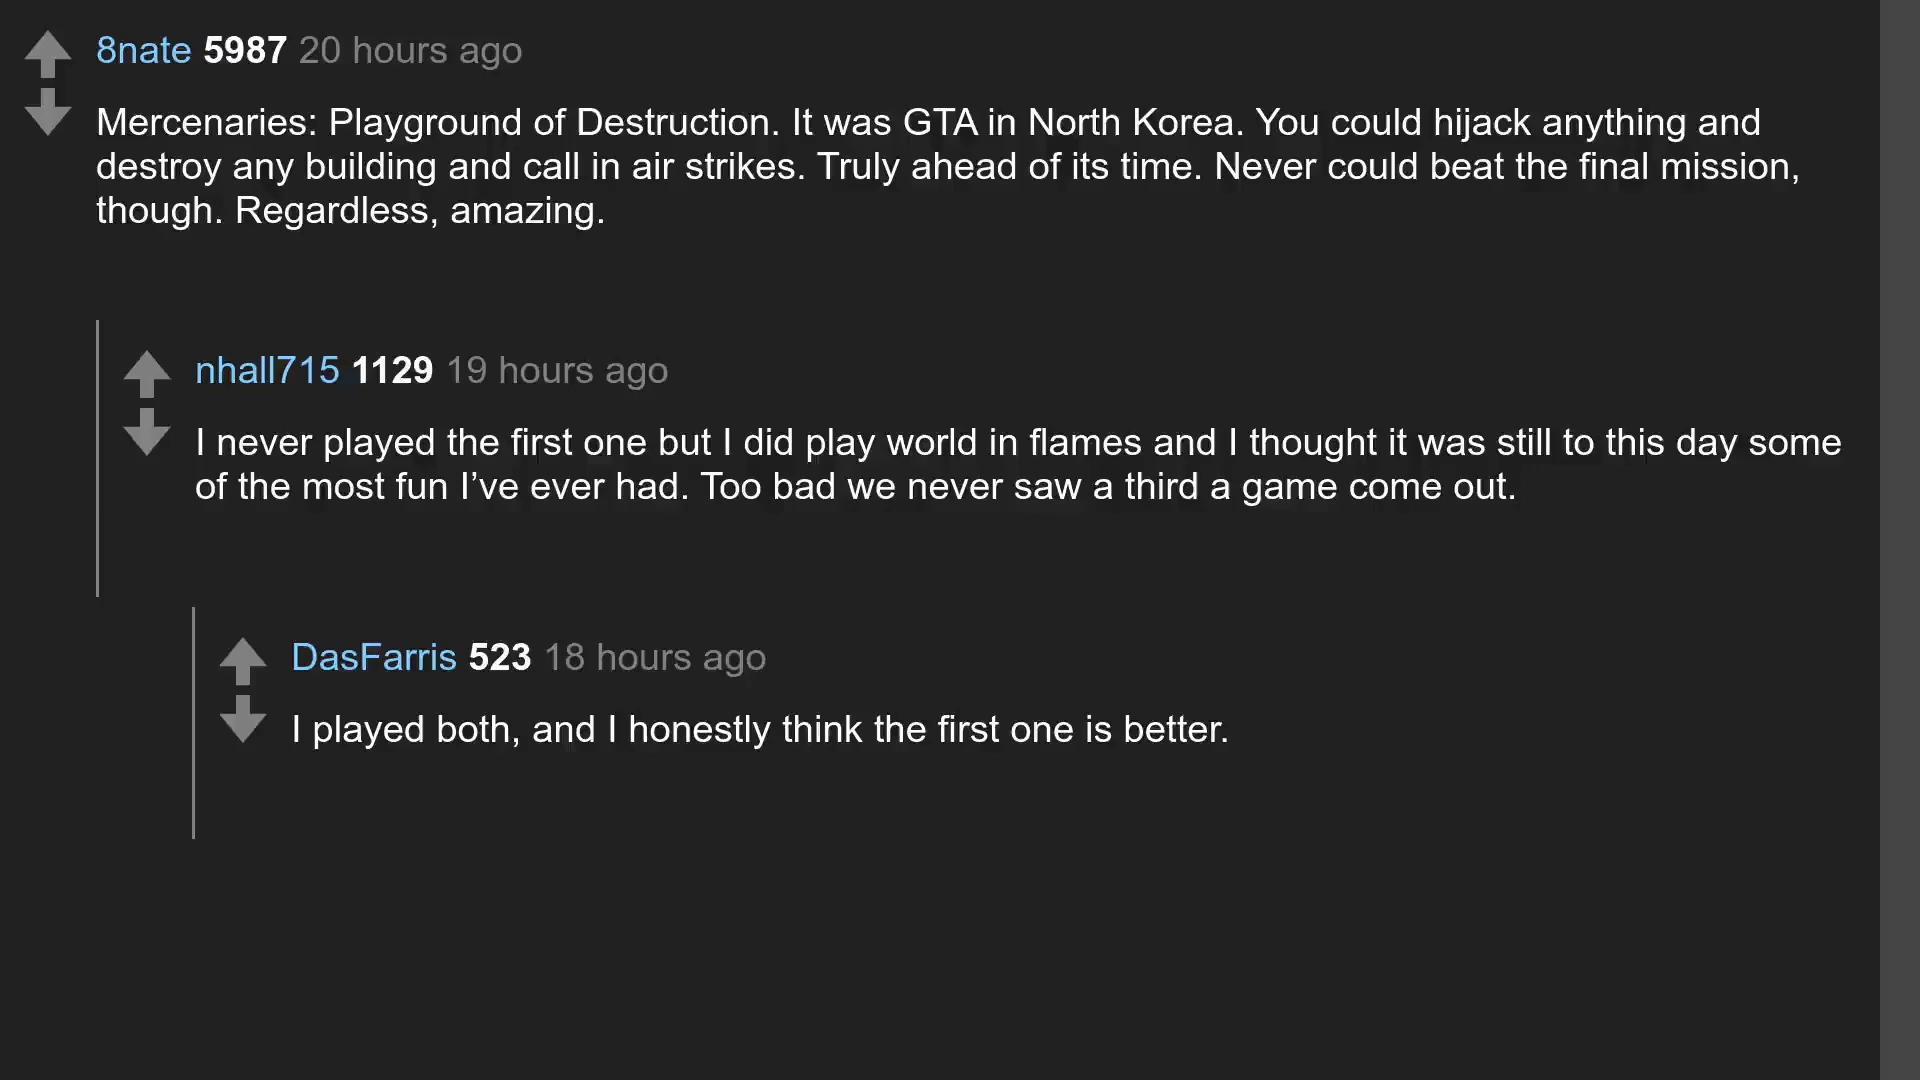 8nate 5987 20 hours ago
Mercenaries: Playground of Destruction. It was GTA in North Korea. You could hijack anything and
destroy any building and call in air strikes. Truly ahead of its time. Never could beat the final mission,
though. Regardless, amazing.
nhall715 1129 19 hours ago
I never played the first one but I did play world in flames and I thought it was still to this day some
of the most fun I’ve ever had. Too bad we never saw a third a game come out.
DasFarris 523 18 hours ago
I played both, and I honestly think the first one is better.